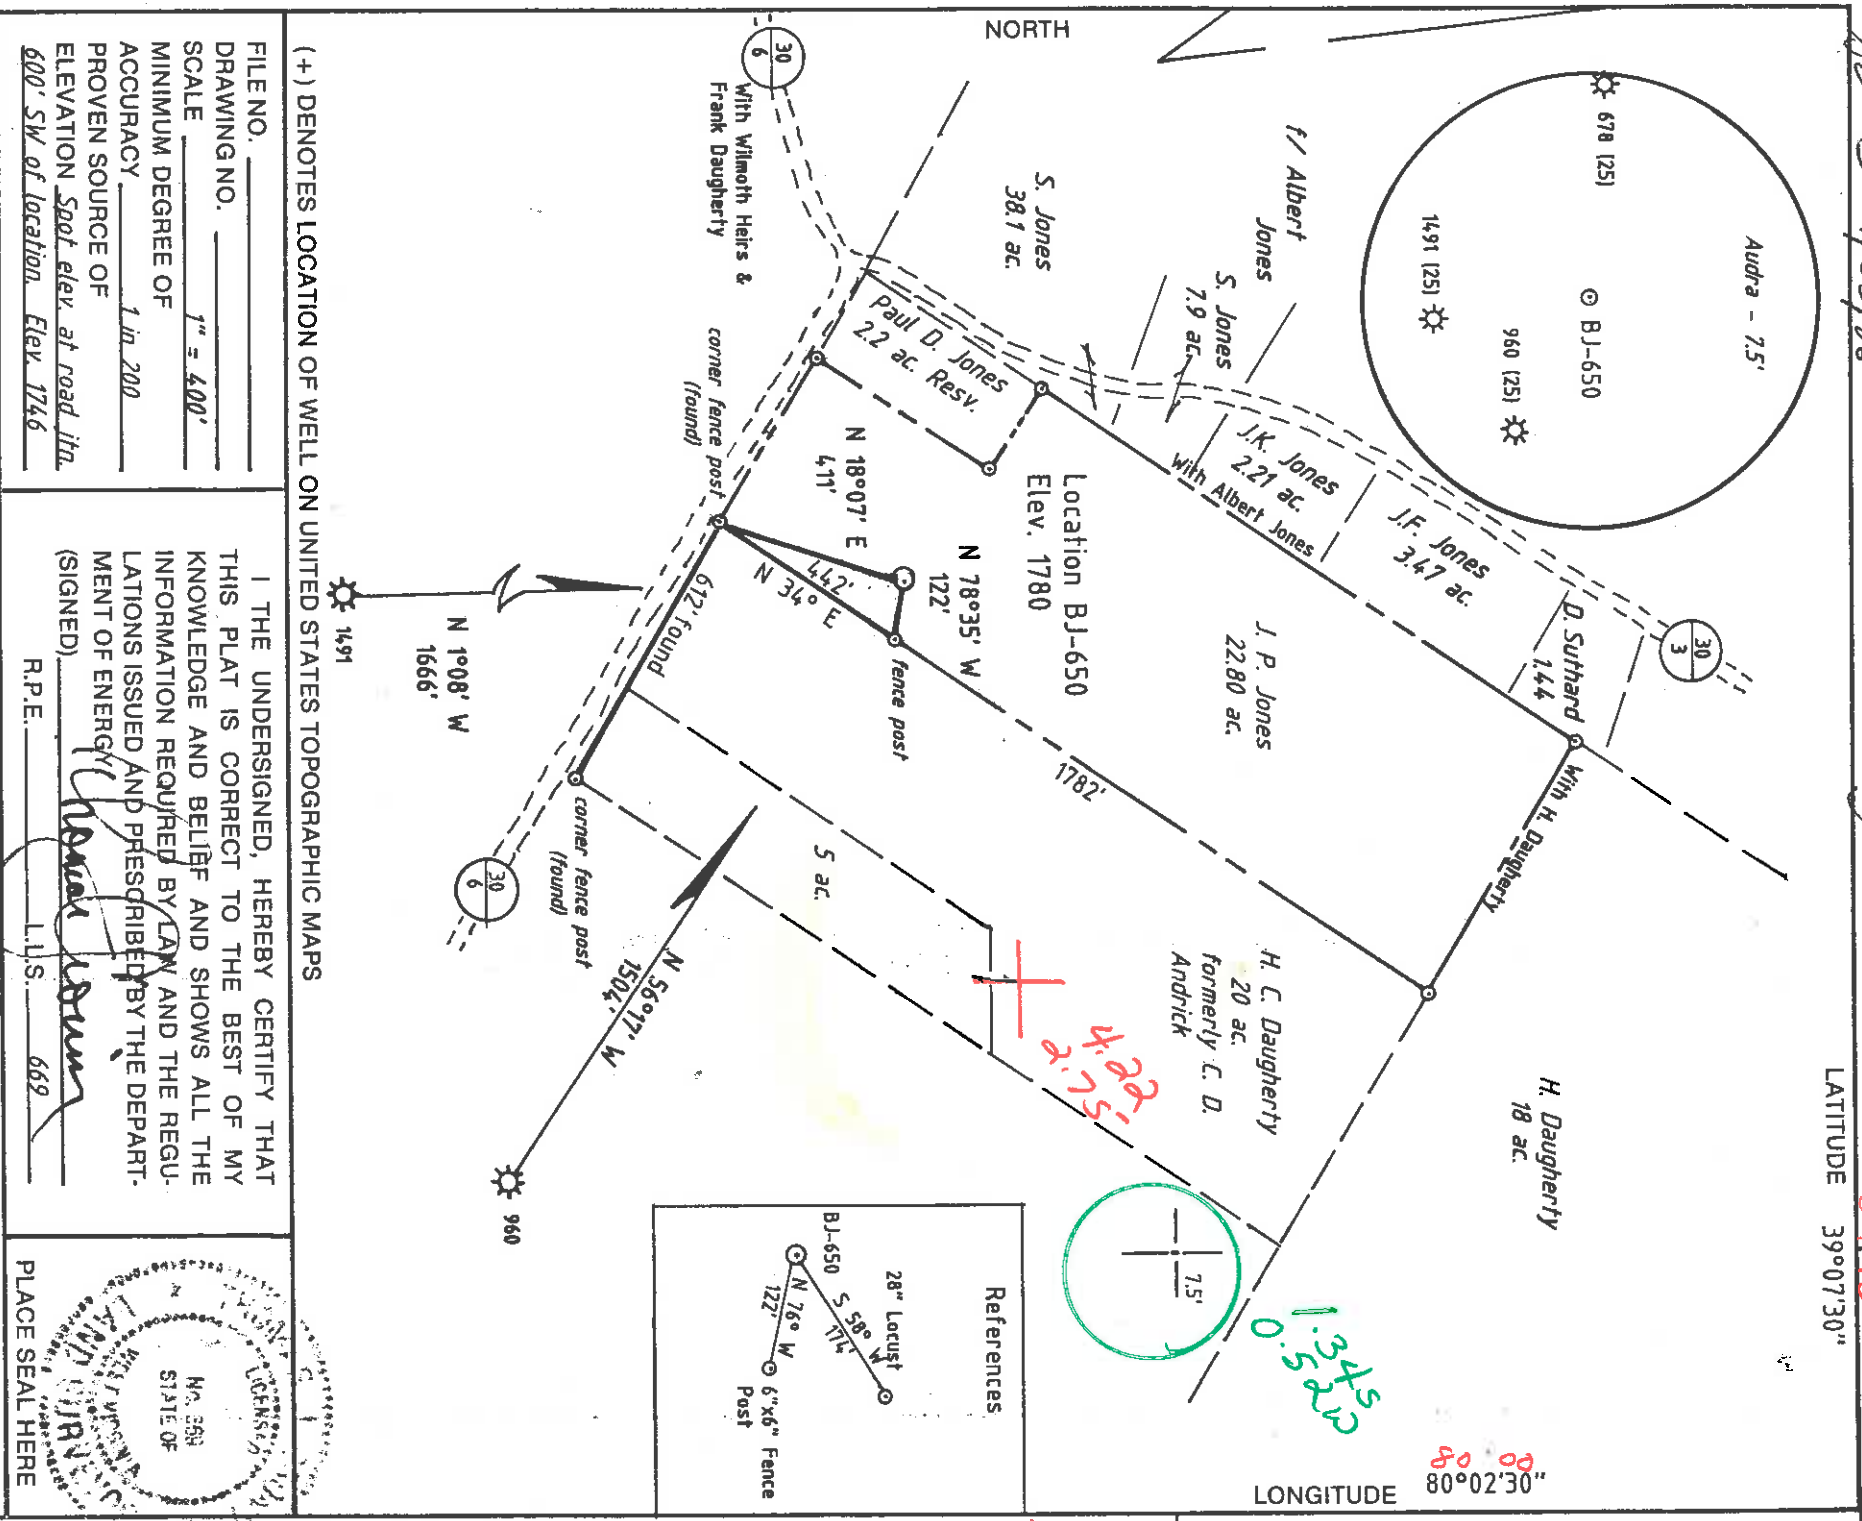 NORTH
LATITUDE 39°07'30"
LONGITUDE 80°02'30"
80 00
Audra - 7.5'
678 (25)
BJ-650
1491 (25)
960 (25)
f/ Albert
Jones
S. Jones
38.1 ac.
S. Jones
7.9 ac.
J.K. Jones
2.21 ac.
J.F. Jones
3.47 ac.
D. Suthard
1.44
30
3
30
6
With Wilmoth Heirs &
Frank Daugherty
Paul D. Jones
2.2 ac. Resv.
With Albert Jones
With H. Daugherty
Location BJ-650
Elev. 1780
J. P. Jones
22.80 ac.
N 18°07' E
411'
N 78°35' W
122'
442'
N 34° E
fence post
corner fence post
(found)
612' found
1782'
H. Daugherty
18 ac.
H. C. Daugherty
20 ac.
formerly C. D.
Andrick
5 ac.
corner fence post
(found)
30
6
N 1°08' W
1666'
1491
N 56°17' W
1504'
960
4.22
2.75
7.5'
1.34S
0.52W
References
28" Locust
S 58° W
174'
BJ-650
N 76° W
122'
6"x6" Fence
Post
(+) DENOTES LOCATION OF WELL ON UNITED STATES TOPOGRAPHIC MAPS
FILE NO.
DRAWING NO.
SCALE 1" = 400'
MINIMUM DEGREE OF
ACCURACY 1 in 200
PROVEN SOURCE OF
ELEVATION Spot elev. at road itn.
600' SW of location. Elev. 1746
I THE UNDERSIGNED, HEREBY CERTIFY THAT
THIS PLAT IS CORRECT TO THE BEST OF MY
KNOWLEDGE AND BELIEF AND SHOWS ALL THE
INFORMATION REQUIRED BY LAW AND THE REGU-
LATIONS ISSUED AND PRESCRIBED BY THE DEPART-
MENT OF ENERGY.
(SIGNED)
R.P.E. L.L.S. 669
STATE OF
PLACE SEAL HERE